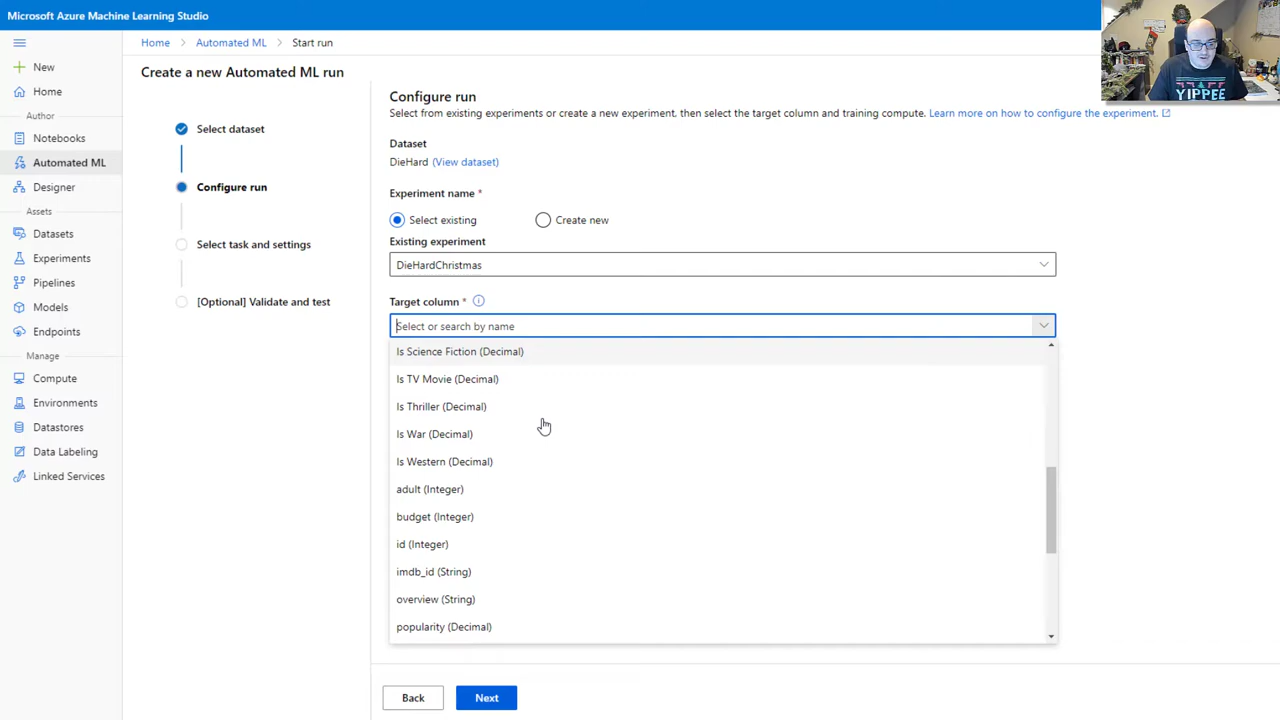 Microsoft Azure Machine Learning Studio
Home > Automated ML > Start run
New
Home
Author
Notebooks
Automated ML
Designer
Assets
Datasets
Experiments
Pipelines
Models
Endpoints
Manage
Compute
Environments
Datastores
Data Labeling
Linked Services
Create a new Automated ML run
Select dataset
Configure run
Select task and settings
[Optional] Validate and test
Configure run
Select from existing experiments or create a new experiment, then select the target column and training compute. Learn more on how to configure the experiment.
Dataset
DieHard (View dataset)
Experiment name *
Select existing
Create new
Existing experiment
DieHardChristmas
Target column *
Select or search by name
Is Science Fiction (Decimal)
Is TV Movie (Decimal)
Is Thriller (Decimal)
Is War (Decimal)
Is Western (Decimal)
adult (Integer)
budget (Integer)
id (Integer)
imdb_id (String)
overview (String)
popularity (Decimal)
Back
Next
YIPPEE